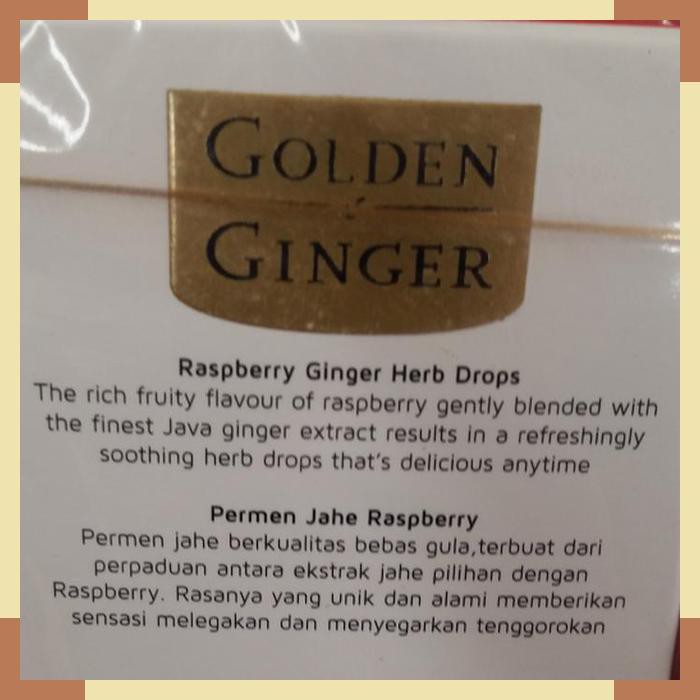 GOLDEN
GINGER
Raspberry Ginger Herb Drops
The rich fruity flavour of raspberry gently blended with
the finest Java ginger extract results in a refreshingly
soothing herb drops that's delicious anytime
Permen Jahe Raspberry
Permen jahe berkualitas bebas gula,terbuat dari
perpaduan antara ekstrak jahe pilihan dengan
Raspberry. Rasanya yang unik dan alami memberikan
sensasi melegakan dan menyegarkan tenggorokan